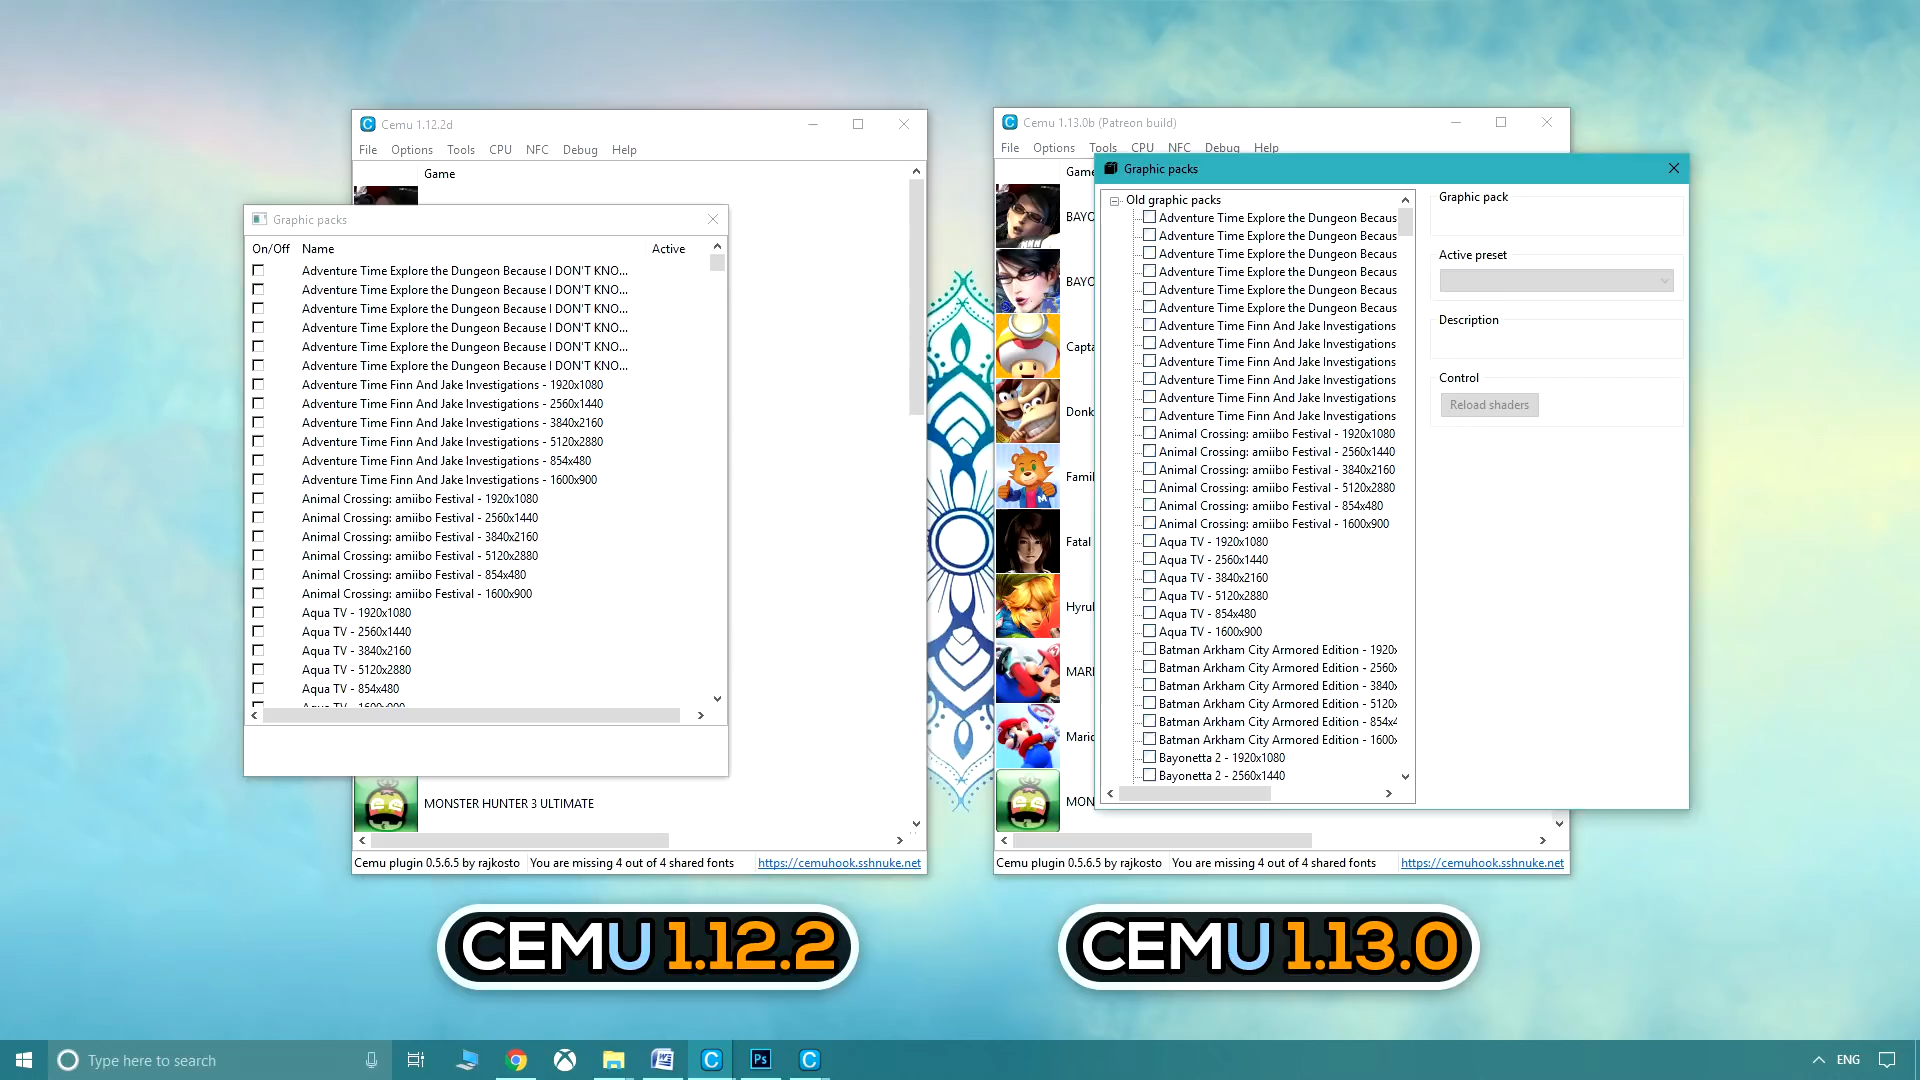 Cemu 1.12.2d
File Options Tools CPU NFC Debug Help
Game
Graphic packs
On/Off Name Active
Adventure Time Explore the Dungeon Because I DON'T KNO...
Adventure Time Explore the Dungeon Because I DON'T KNO...
Adventure Time Explore the Dungeon Because I DON'T KNO...
Adventure Time Explore the Dungeon Because I DON'T KNO...
Adventure Time Explore the Dungeon Because I DON'T KNO...
Adventure Time Explore the Dungeon Because I DON'T KNO...
Adventure Time Finn And Jake Investigations - 1920x1080
Adventure Time Finn And Jake Investigations - 2560x1440
Adventure Time Finn And Jake Investigations - 3840x2160
Adventure Time Finn And Jake Investigations - 5120x2880
Adventure Time Finn And Jake Investigations - 854x480
Adventure Time Finn And Jake Investigations - 1600x900
Animal Crossing: amiibo Festival - 1920x1080
Animal Crossing: amiibo Festival - 2560x1440
Animal Crossing: amiibo Festival - 3840x2160
Animal Crossing: amiibo Festival - 5120x2880
Animal Crossing: amiibo Festival - 854x480
Animal Crossing: amiibo Festival - 1600x900
Aqua TV - 1920x1080
Aqua TV - 2560x1440
Aqua TV - 3840x2160
Aqua TV - 5120x2880
Aqua TV - 854x480
Aqua TV - 1600x900
MONSTER HUNTER 3 ULTIMATE
Cemu plugin 0.5.6.5 by rajkosto You are missing 4 out of 4 shared fonts https://cemuhook.sshnuke.net
Cemu 1.13.0b (Patreon build)
File Options Tools CPU NFC Debug Help
Game
BAYO
BAYO
Capta
Donk
Famil
Fatal
Hyrul
MARI
Mario
MON
Graphic packs
Old graphic packs
Adventure Time Explore the Dungeon Becaus
Adventure Time Explore the Dungeon Becaus
Adventure Time Explore the Dungeon Becaus
Adventure Time Explore the Dungeon Becaus
Adventure Time Explore the Dungeon Becaus
Adventure Time Explore the Dungeon Becaus
Adventure Time Finn And Jake Investigations
Adventure Time Finn And Jake Investigations
Adventure Time Finn And Jake Investigations
Adventure Time Finn And Jake Investigations
Adventure Time Finn And Jake Investigations
Adventure Time Finn And Jake Investigations
Animal Crossing: amiibo Festival - 1920x1080
Animal Crossing: amiibo Festival - 2560x1440
Animal Crossing: amiibo Festival - 3840x2160
Animal Crossing: amiibo Festival - 5120x2880
Animal Crossing: amiibo Festival - 854x480
Animal Crossing: amiibo Festival - 1600x900
Aqua TV - 1920x1080
Aqua TV - 2560x1440
Aqua TV - 3840x2160
Aqua TV - 5120x2880
Aqua TV - 854x480
Aqua TV - 1600x900
Batman Arkham City Armored Edition - 1920x
Batman Arkham City Armored Edition - 2560x
Batman Arkham City Armored Edition - 3840x
Batman Arkham City Armored Edition - 5120x
Batman Arkham City Armored Edition - 854x4
Batman Arkham City Armored Edition - 1600x
Bayonetta 2 - 1920x1080
Bayonetta 2 - 2560x1440
Graphic pack
Active preset
Description
Control
Reload shaders
Cemu plugin 0.5.6.5 by rajkosto You are missing 4 out of 4 shared fonts https://cemuhook.sshnuke.net
CEMU 1.12.2
CEMU 1.13.0
Type here to search
Ps
ENG